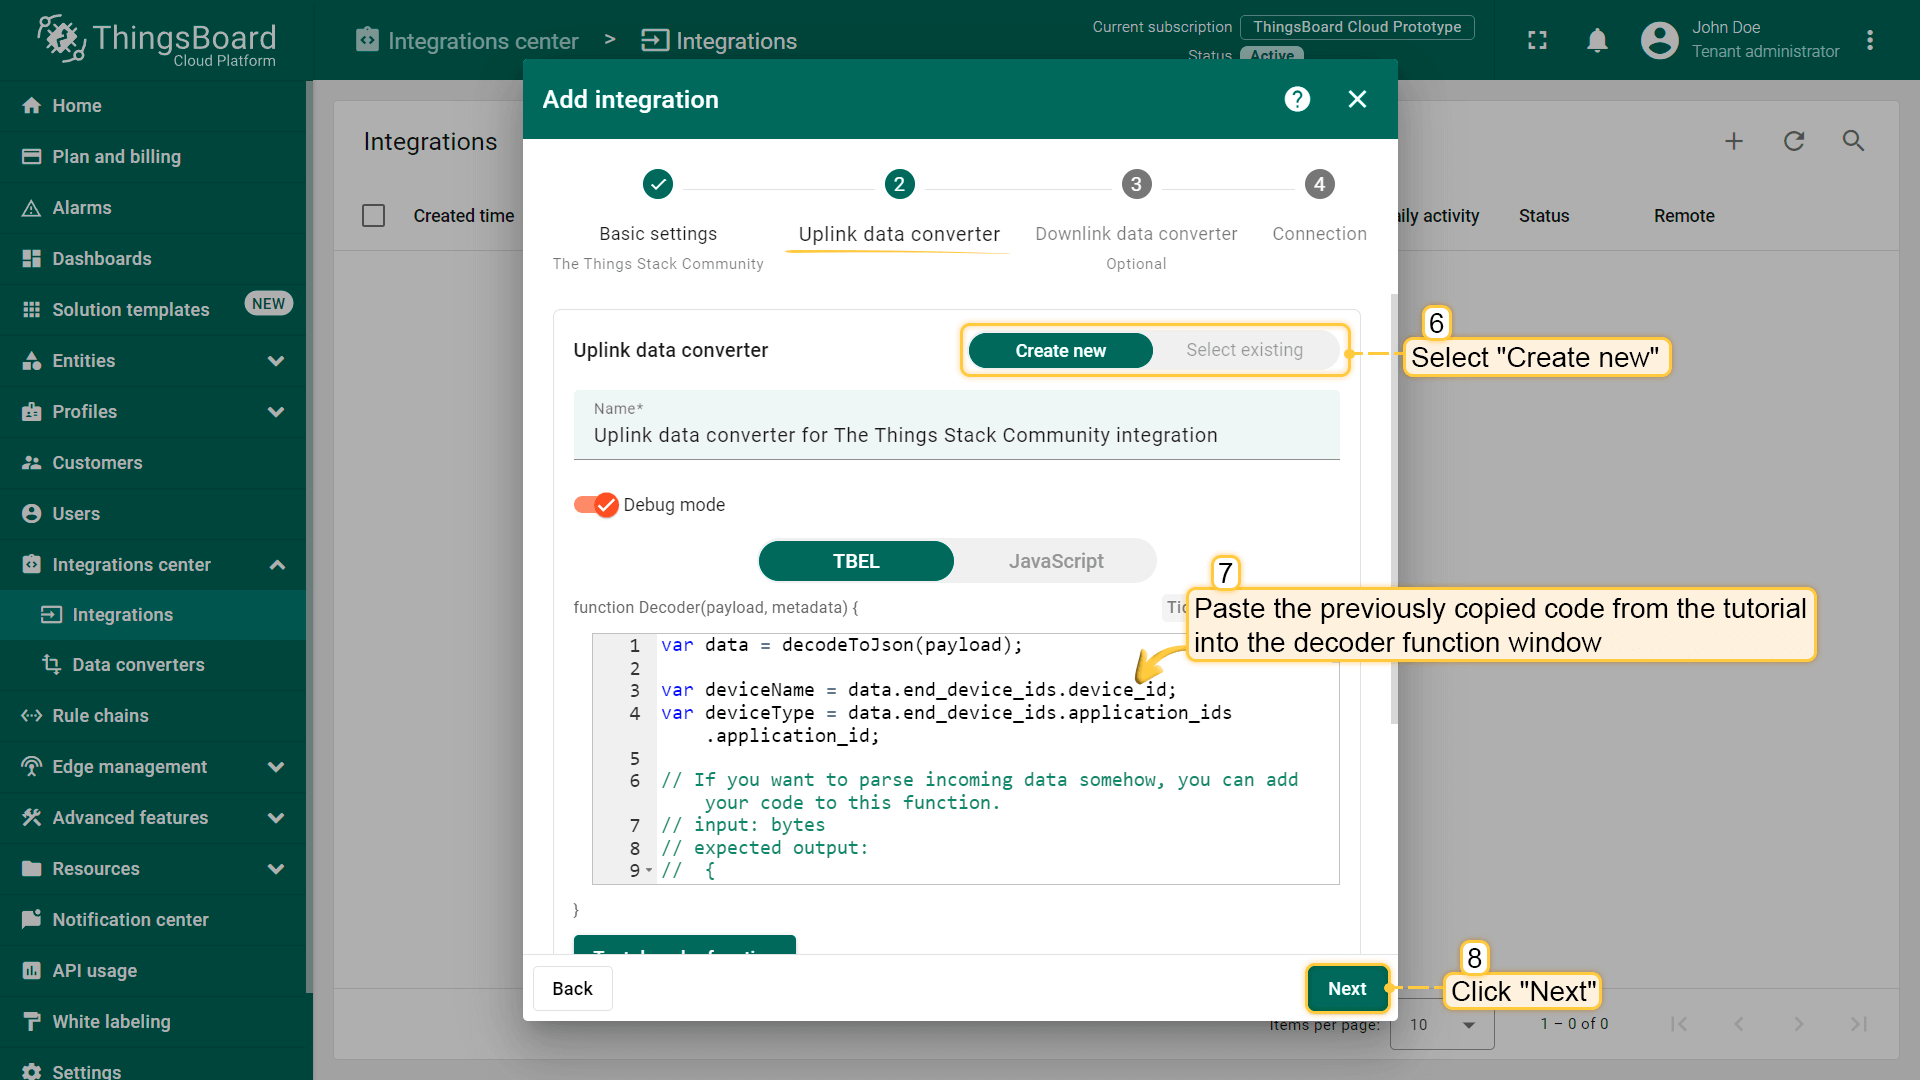 ThingsBoard
Cloud Platform
Integrations center > Integrations
Current subscription ThingsBoard Cloud Prototype
Status Active
John Doe
Tenant administrator
Home
Plan and billing
Alarms
Dashboards
Solution templates NEW
Entities
Profiles
Customers
Users
Integrations center
Integrations
Data converters
Rule chains
Edge management
Advanced features
Resources
Notification center
API usage
White labeling
Settings
Integrations
Created time
Status
Remote
Add integration
2
3
4
Basic settings
The Things Stack Community
Uplink data converter
Downlink data converter
Optional
Connection
Uplink data converter
Create new Select existing
6
Select "Create new"
Name*
Uplink data converter for The Things Stack Community integration
Debug mode
TBEL JavaScript
function Decoder(payload, metadata) {
7
Paste the previously copied code from the tutorial
into the decoder function window
1 var data = decodeToJson(payload);
2
3 var deviceName = data.end_device_ids.device_id;
4 var deviceType = data.end_device_ids.application_ids
.application_id;
5
6 // If you want to parse incoming data somehow, you can add
your code to this function.
7 // input: bytes
8 // expected output:
9 // {
}
Back
Next
8
Click "Next"
Items per page: 10
1 – 0 of 0